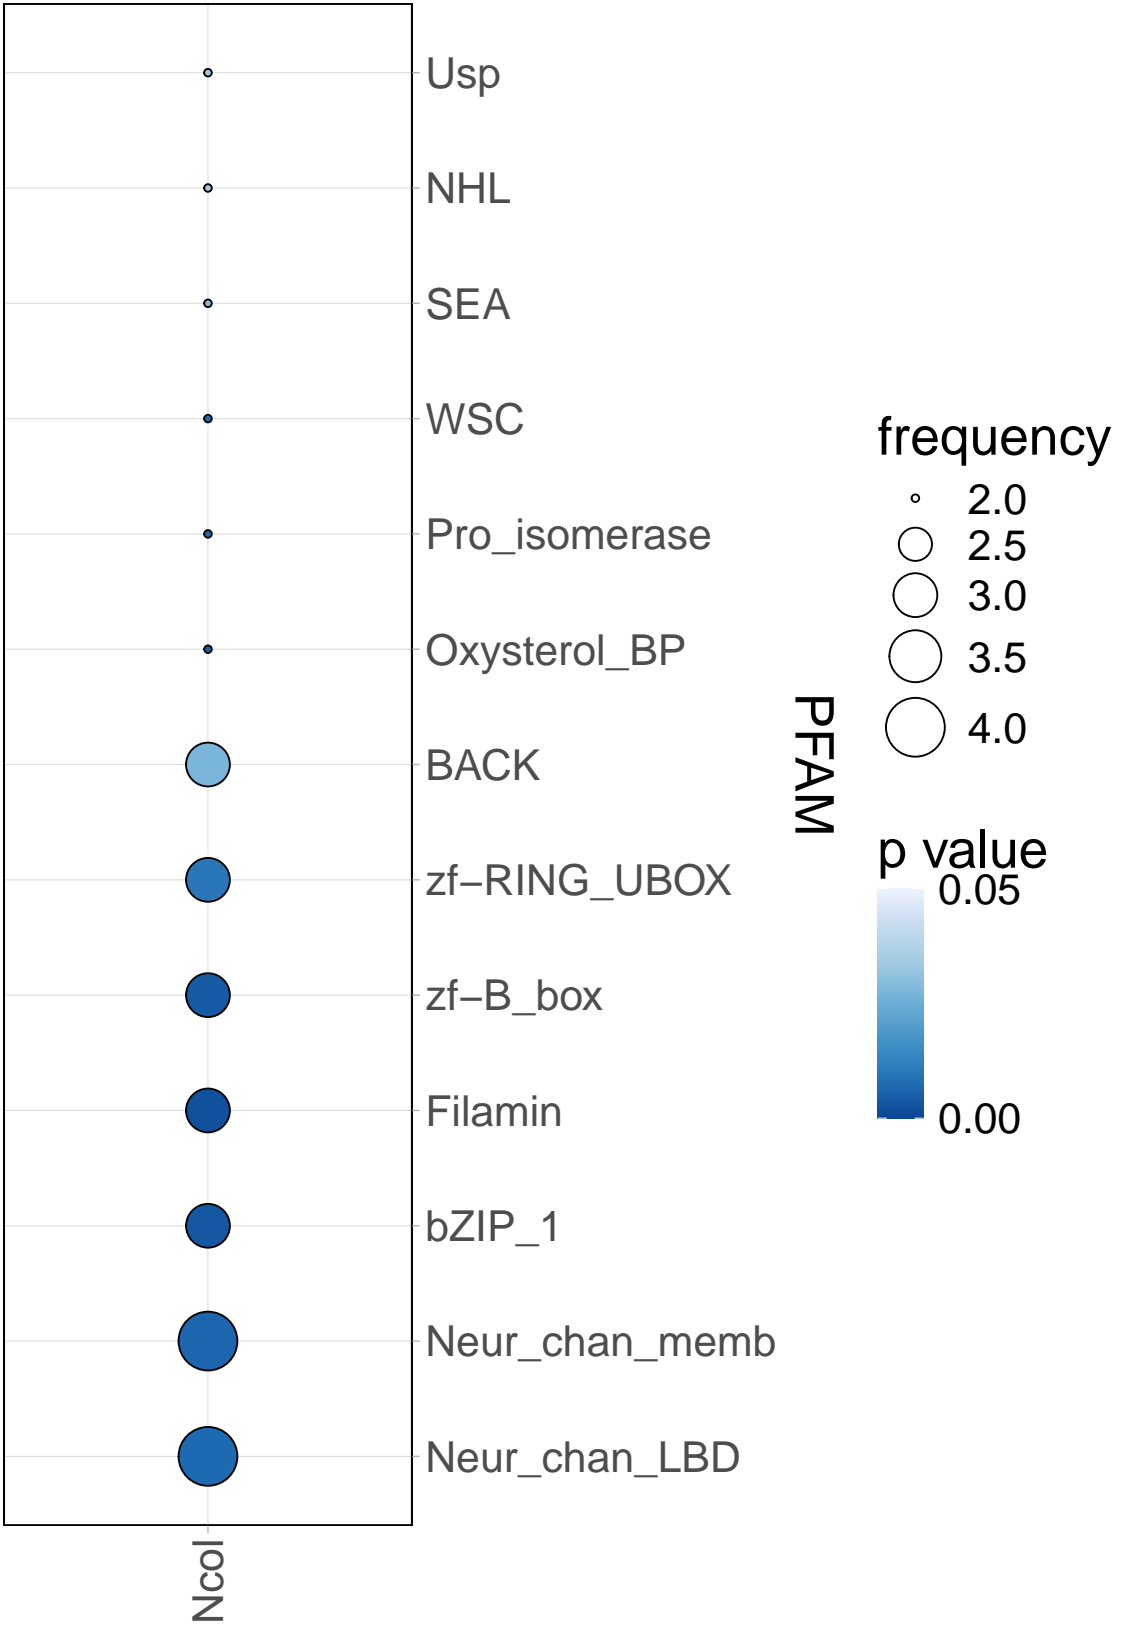 Usp
NHL
SEA
WSC
Pro_isomerase
Oxysterol_BP
BACK
zf−RING_UBOX
zf−B_box
Filamin
bZIP_1
Neur_chan_memb
Neur_chan_LBD
Ncol
PFAM
frequency
2.0
2.5
3.0
3.5
4.0
p value
0.05
0.00